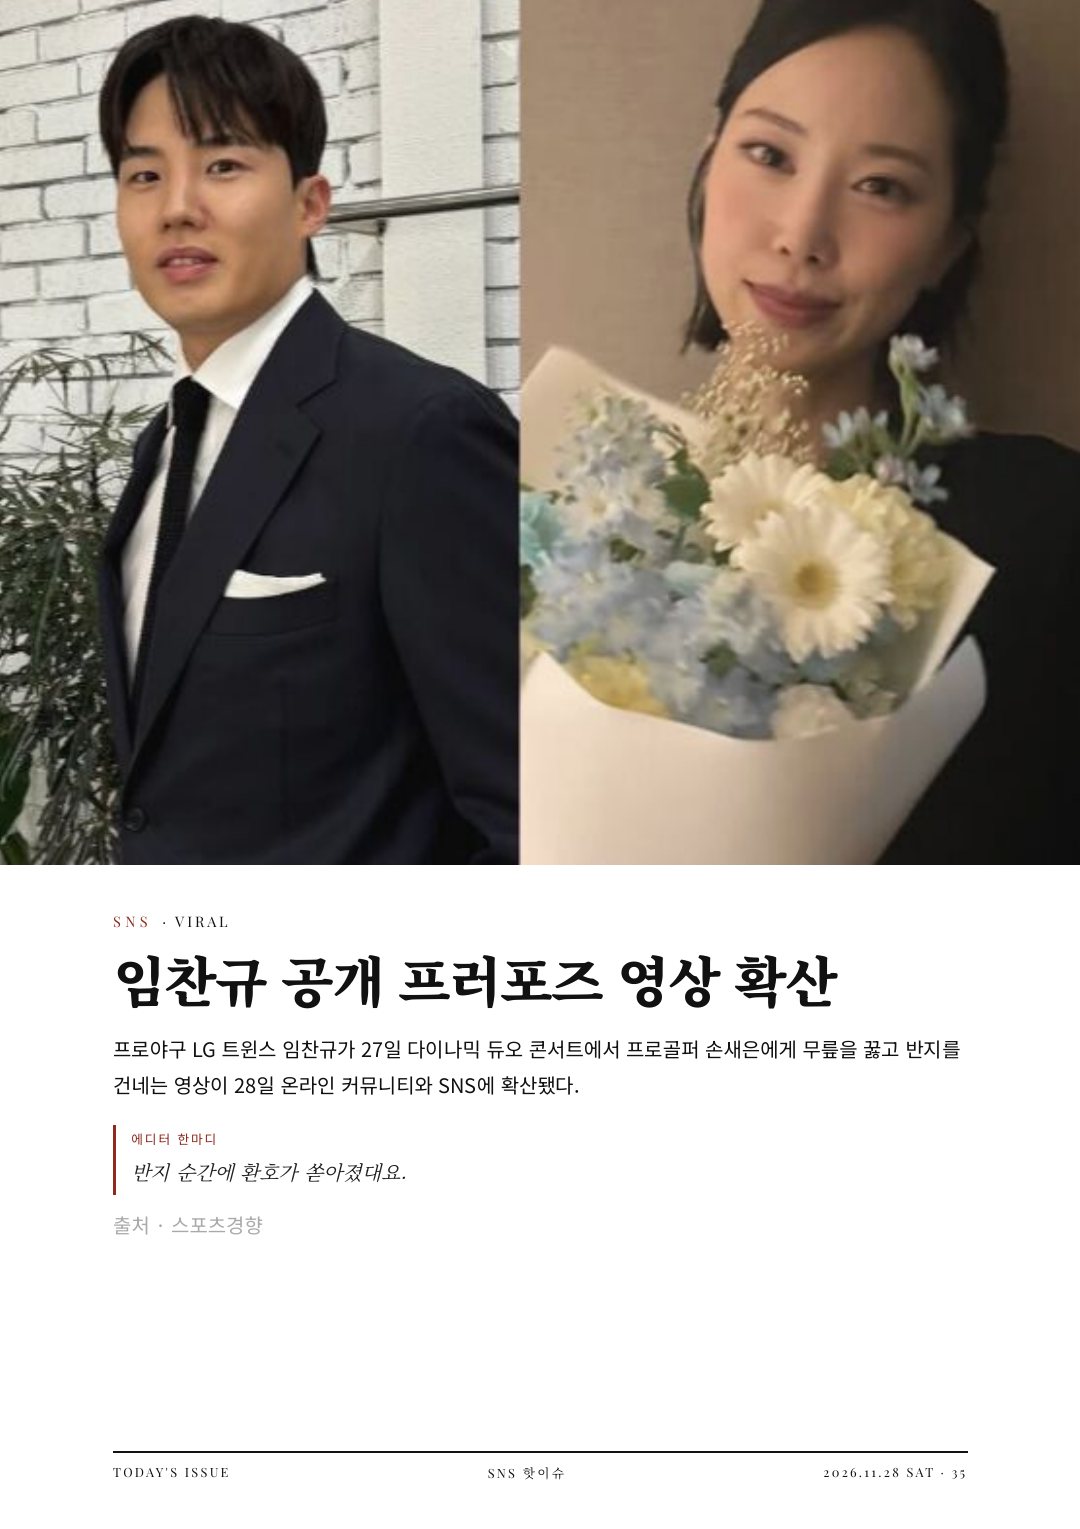 SNS · VIRAL
임찬규 공개 프러포즈 영상 확산
프로야구 LG 트윈스 임찬규가 27일 다이나믹 듀오 콘서트에서 프로골퍼 손새은에게 무릎을 꿇고 반지를
건네는 영상이 28일 온라인 커뮤니티와 SNS에 확산됐다.
에디터 한마디
반지 순간에 환호가 쏟아졌대요.
출처 · 스포츠경향
TODAY'S ISSUE
SNS 핫이슈
2026.11.28 SAT · 35